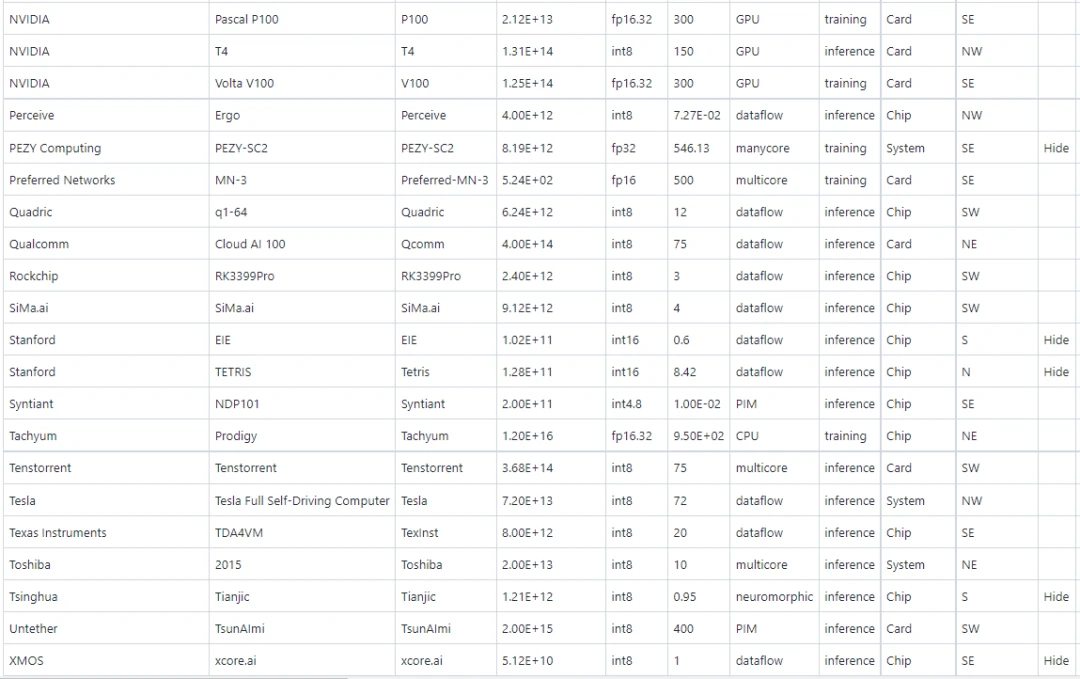 NVIDIA Pascal P100 P100 2.12E+13 fp16.32 300 GPU training Card SE
NVIDIA T4 T4 1.31E+14 int8 150 GPU inference Card NW
NVIDIA Volta V100 V100 1.25E+14 fp16.32 300 GPU training Card SE
Perceive Ergo Perceive 4.00E+12 int8 7.27E-02 dataflow inference Chip NW
PEZY Computing PEZY-SC2 PEZY-SC2 8.19E+12 fp32 546.13 manycore training System SE Hide
Preferred Networks MN-3 Preferred-MN-3 5.24E+02 fp16 500 multicore training Card SE
Quadric q1-64 Quadric 6.24E+12 int8 12 dataflow inference Chip SW
Qualcomm Cloud AI 100 Qcomm 4.00E+14 int8 75 dataflow inference Card NE
Rockchip RK3399Pro RK3399Pro 2.40E+12 int8 3 dataflow inference Chip SW
SiMa.ai SiMa.ai SiMa.ai 9.12E+12 int8 4 dataflow inference Chip SW
Stanford EIE EIE 1.02E+11 int16 0.6 dataflow inference Chip S Hide
Stanford TETRIS Tetris 1.28E+11 int16 8.42 dataflow inference Chip N Hide
Syntiant NDP101 Syntiant 2.00E+11 int4.8 1.00E-02 PIM inference Chip SE
Tachyum Prodigy Tachyum 1.20E+16 fp16.32 9.50E+02 CPU training Chip NE
Tenstorrent Tenstorrent Tenstorrent 3.68E+14 int8 75 multicore inference Card SW
Tesla Tesla Full Self-Driving Computer Tesla 7.20E+13 int8 72 dataflow inference System NW
Texas Instruments TDA4VM TexInst 8.00E+12 int8 20 dataflow inference Chip SE
Toshiba 2015 Toshiba 2.00E+13 int8 10 multicore inference System NE
Tsinghua Tianjic Tianjic 1.21E+12 int8 0.95 neuromorphic inference Chip S Hide
Untether TsunAImi TsunAImi 2.00E+15 int8 400 PIM inference Card SW
XMOS xcore.ai xcore.ai 5.12E+10 int8 1 dataflow inference Chip SE Hide